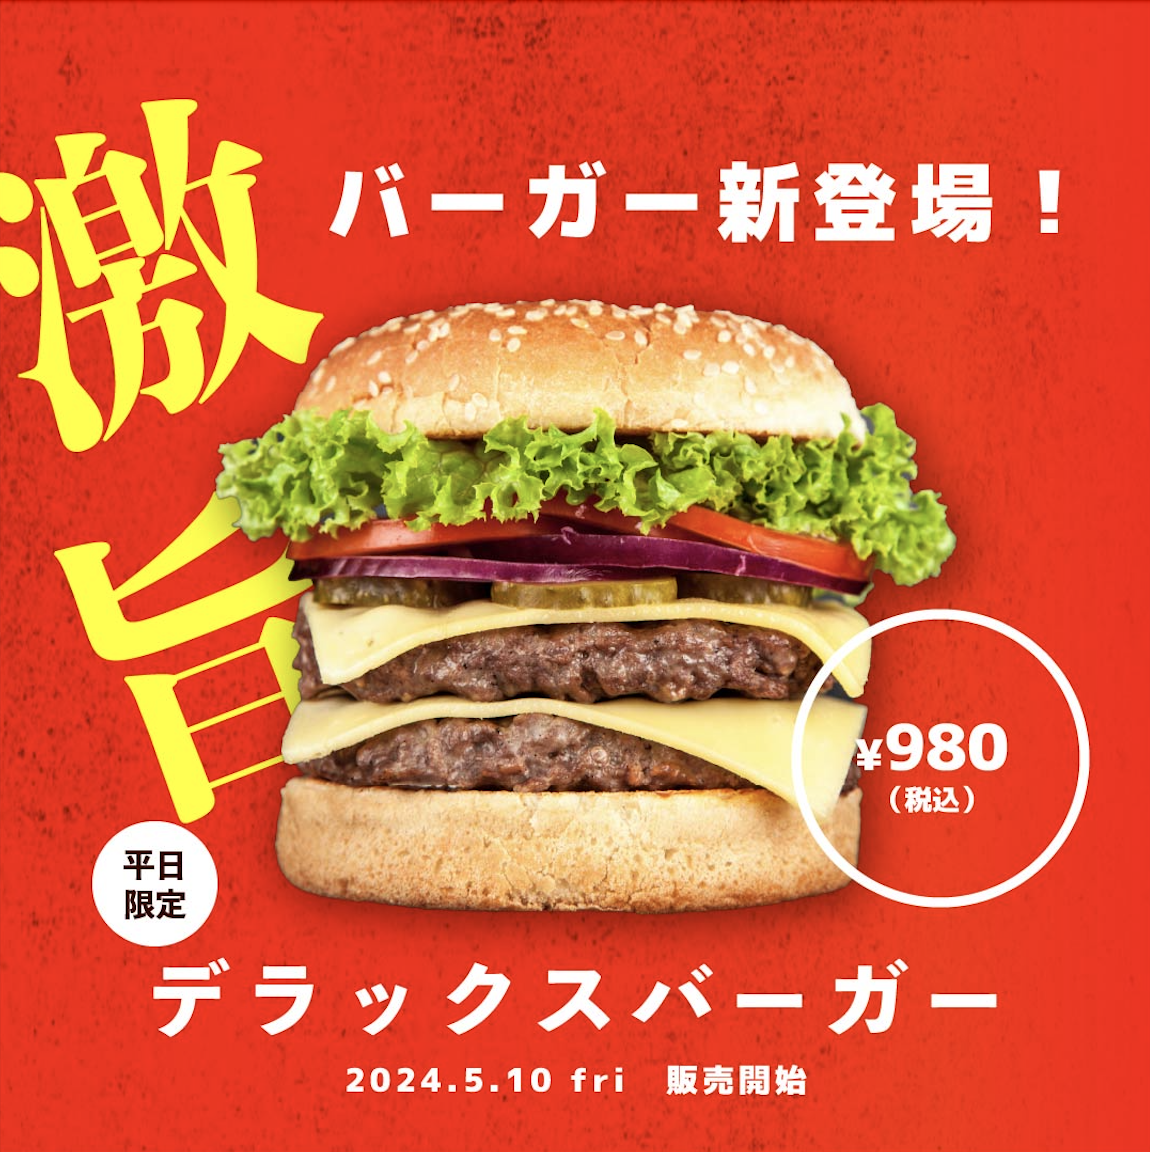 激旨
バーガー新登場！
¥980
（税込）
平日
限定
デラックスバーガー
2024.5.10 fri　販売開始